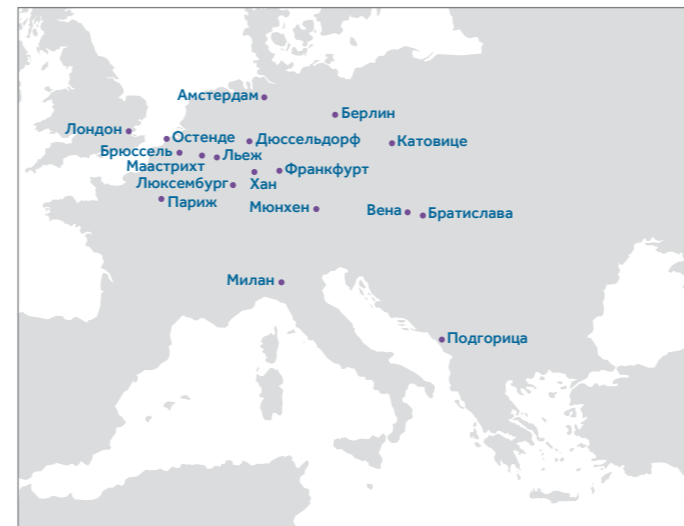 Амстердам
Берлин
Лондон
Остенде
Дюссельдорф
Катовице
Брюссель
Льеж
Маастрихт
Франкфурт
Люксембург
Хан
Париж
Мюнхен
Вена
Братислава
Милан
Подгорица